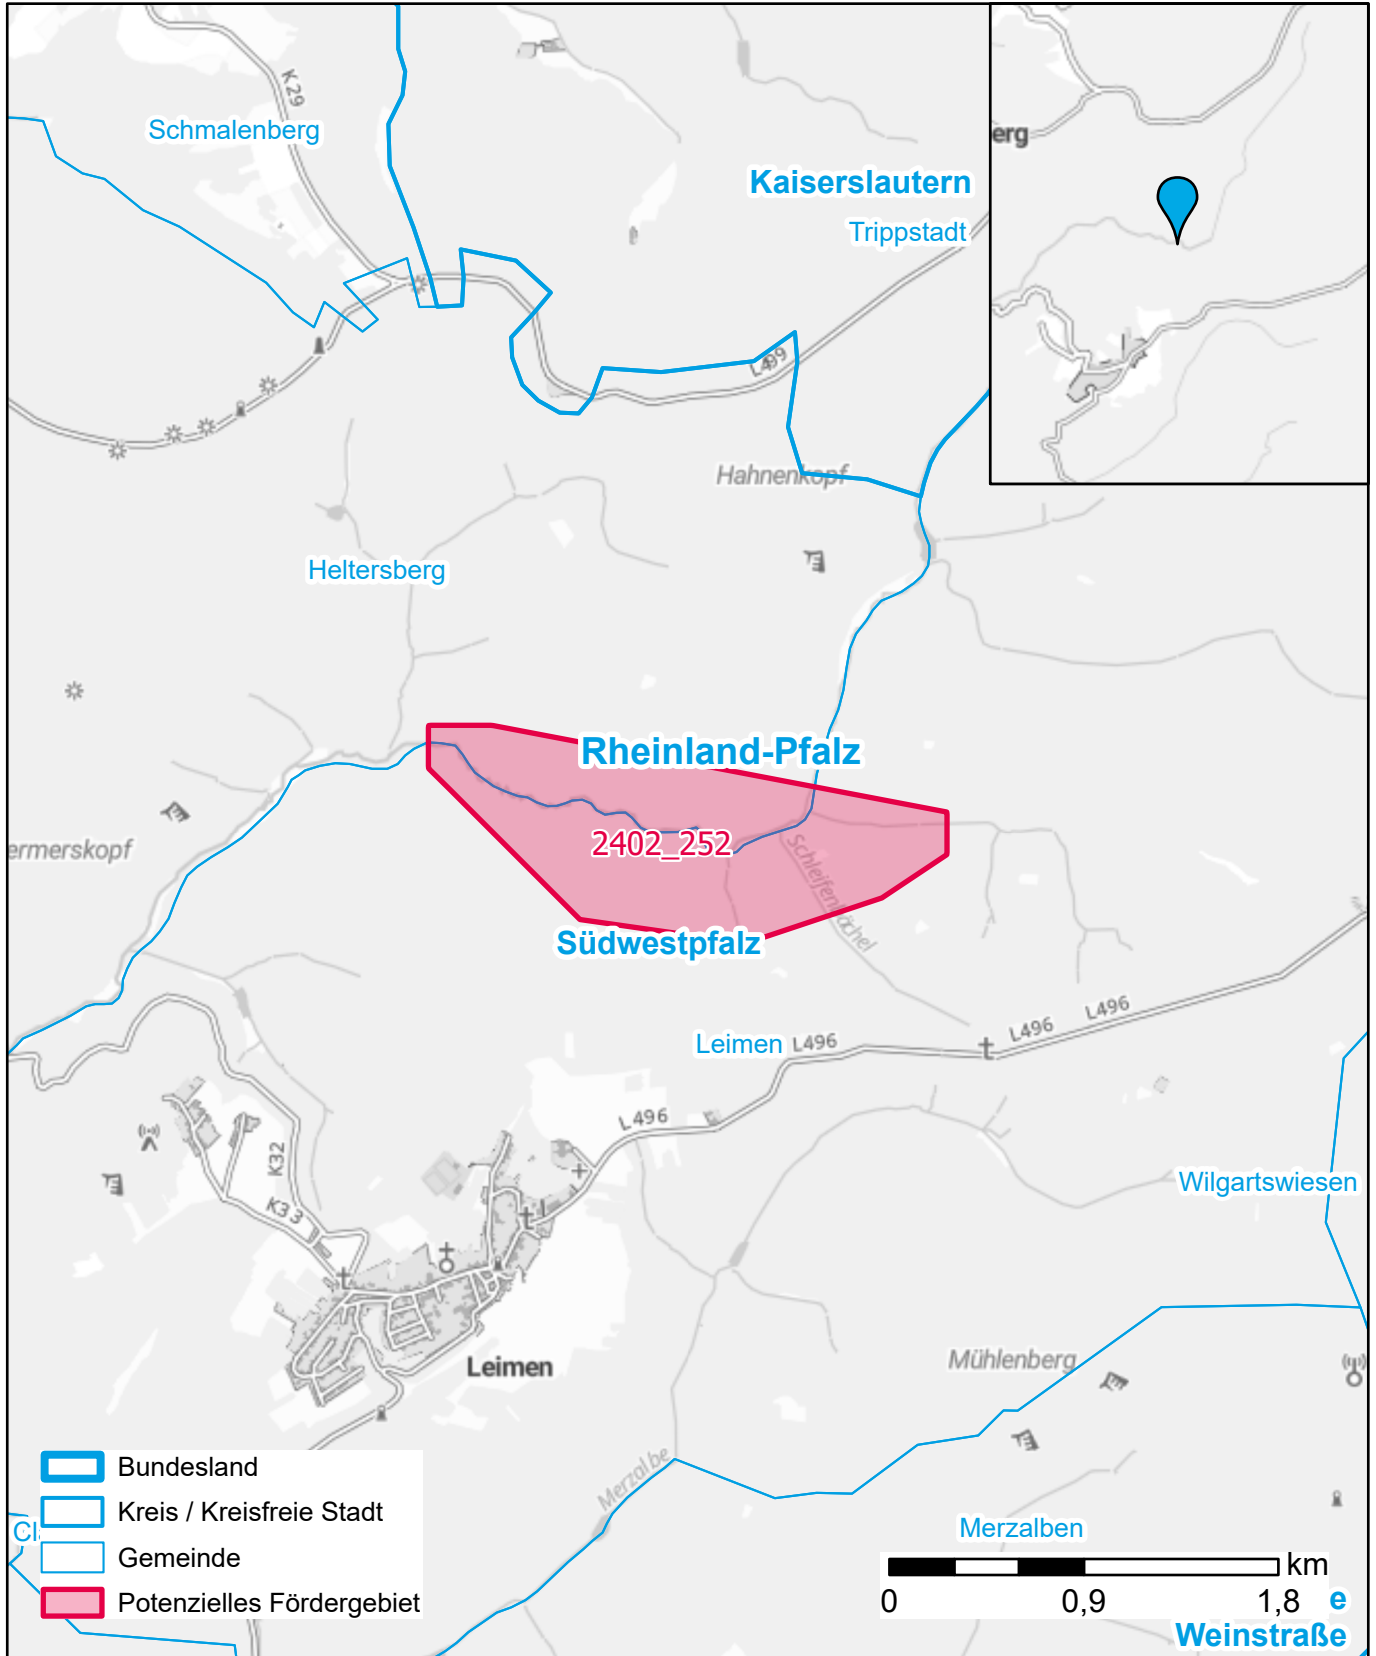 K29
Schmalenberg
erg
Kaiserslautern
Trippstadt
L499
Hahnenkopf
Heltersberg
Rheinland-Pfalz
2402_252
ermerskopf
Schleifenbächel
Südwestpfalz
L496
L496
Leimen
L496
L496
K32
K33
Wilgartswiesen
Leimen
Mühlenberg
Merzalbe
Bundesland
Kreis / Kreisfreie Stadt
Cl
Gemeinde
Potenzielles Fördergebiet
Merzalben
km
0
0,9
1,8
e
Weinstraße